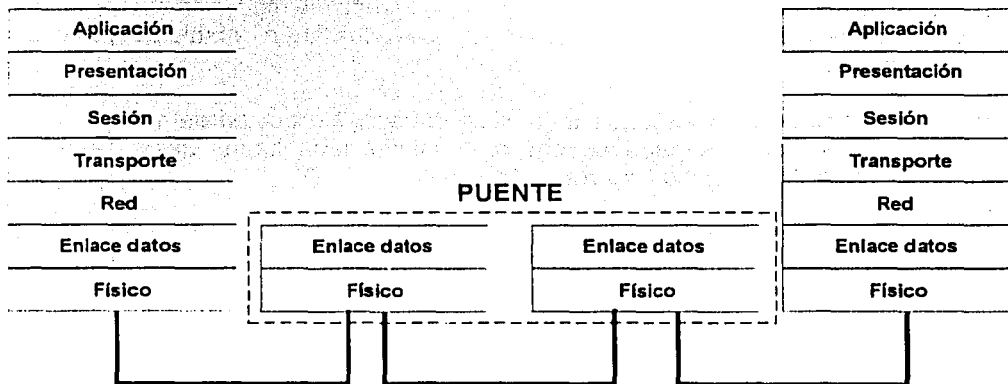 Aplicación
Presentación
Sesión
Transporte
Red
Enlace datos
Físico
PUENTE
Enlace datos
Físico
Enlace datos
Físico
Aplicación
Presentación
Sesión
Transporte
Red
Enlace datos
Físico